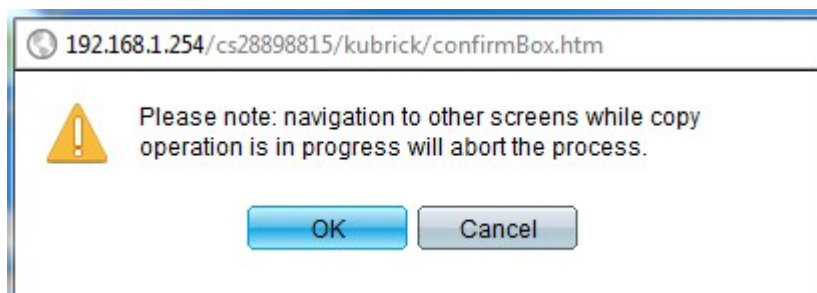 192.168.1.254/cs28898815/kubrick/confirmBox.htm
Please note: navigation to other screens while copy
operation is in progress will abort the process.
OK Cancel